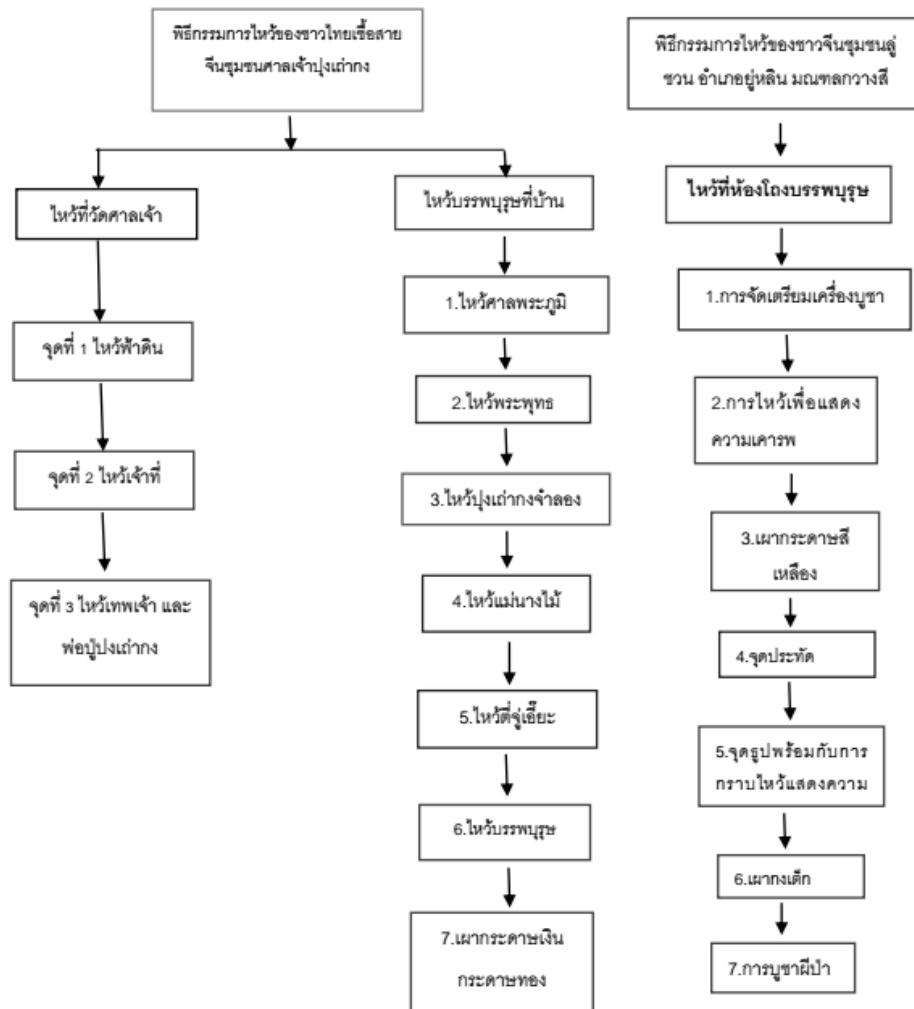 พิธีกรรมการไหว้ของชาวไทยเชื้อสาย
จีนชุมชนศาลเจ้าปุงเถ่ากง
ไหว้ที่วัดศาลเจ้า
จุดที่ 1 ไหว้ฟ้าดิน
จุดที่ 2 ไหว้เจ้าที่
จุดที่ 3 ไหว้เทพเจ้า และ
พ่อปู่ปุงเถ่ากง
ไหว้บรรพบุรุษที่บ้าน
1.ไหว้ศาลพระภูมิ
2.ไหว้พระพุทธ
3.ไหว้ปุงเถ่ากงจำลอง
4.ไหว้แม่นางไม้
5.ไหว้ตี่จู่เอี๊ยะ
6.ไหว้บรรพบุรุษ
7.เผากระดาษเงิน
กระดาษทอง
พิธีกรรมการไหว้ของชาวจีนชุมชนลู่
ชวน อำเภอยู่หลิน มณฑลกวางสี
ไหว้ที่ห้องโถงบรรพบุรุษ
1.การจัดเตรียมเครื่องบูชา
2.การไหว้เพื่อแสดง
ความเคารพ
3.เผากระดาษสี
เหลือง
4.จุดประทัด
5.จุดธูปพร้อมกับการ
กราบไหว้แสดงความ
6.เผากงเต็ก
7.การบูชาผีป่า